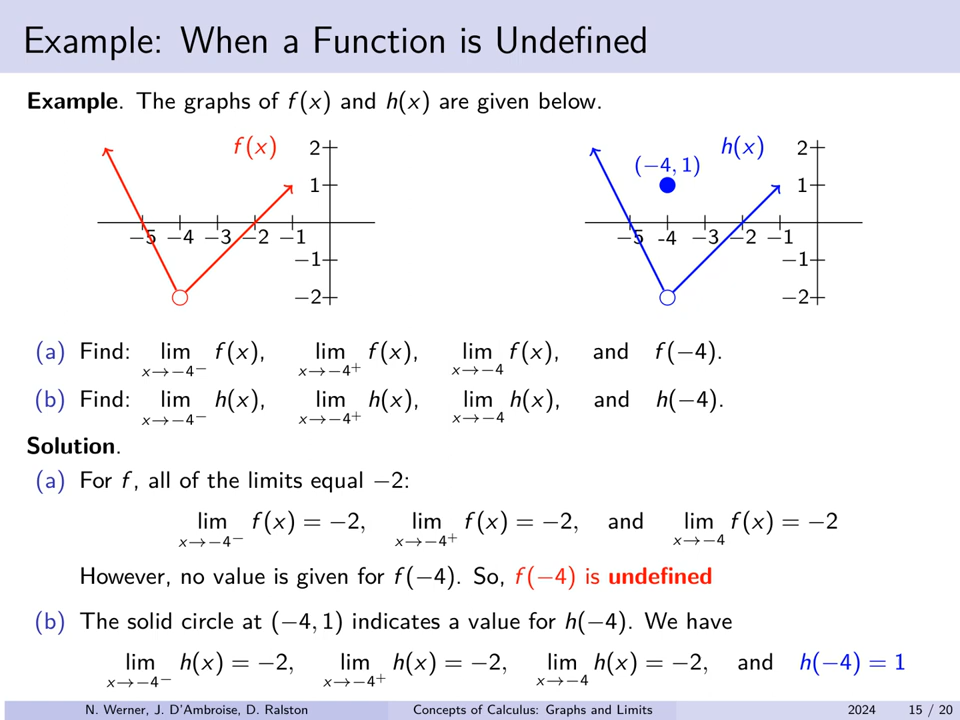 Example: When a Function is Undefined
Example. The graphs of f(x) and h(x) are given below.
f(x) 2
1
−5 −4 −3 −2 −1
−1
−2
h(x) 2
(−4, 1)
1
−5 -4 −3 −2 −1
−1
−2
(a) Find: lim x→−4⁻ f(x), lim x→−4⁺ f(x), lim x→−4 f(x), and f(−4).
(b) Find: lim x→−4⁻ h(x), lim x→−4⁺ h(x), lim x→−4 h(x), and h(−4).
Solution.
(a) For f, all of the limits equal −2:
lim x→−4⁻ f(x) = −2, lim x→−4⁺ f(x) = −2, and lim x→−4 f(x) = −2
However, no value is given for f(−4). So, f(−4) is undefined
(b) The solid circle at (−4, 1) indicates a value for h(−4). We have
lim x→−4⁻ h(x) = −2, lim x→−4⁺ h(x) = −2, lim x→−4 h(x) = −2, and h(−4) = 1
N. Werner, J. D'Ambroise, D. Ralston Concepts of Calculus: Graphs and Limits 2024 15 / 20